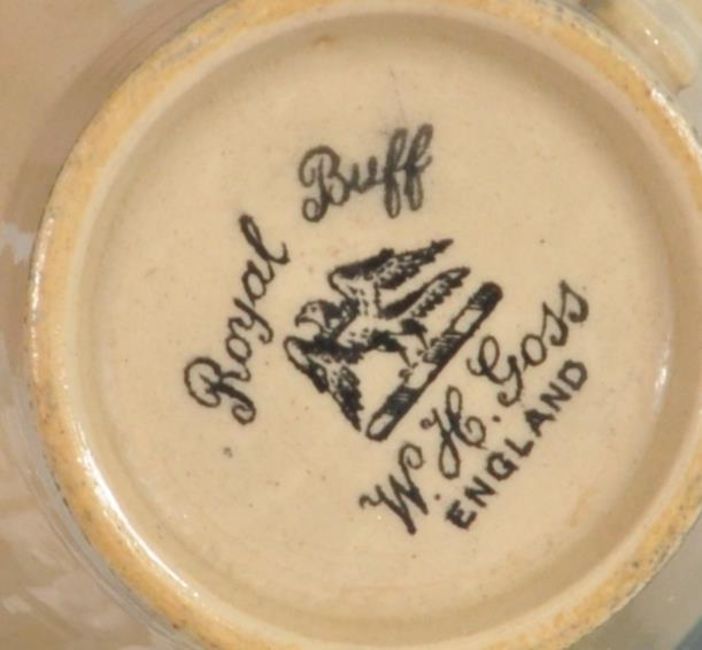 Royal Buff
W. H. Goss
ENGLAND